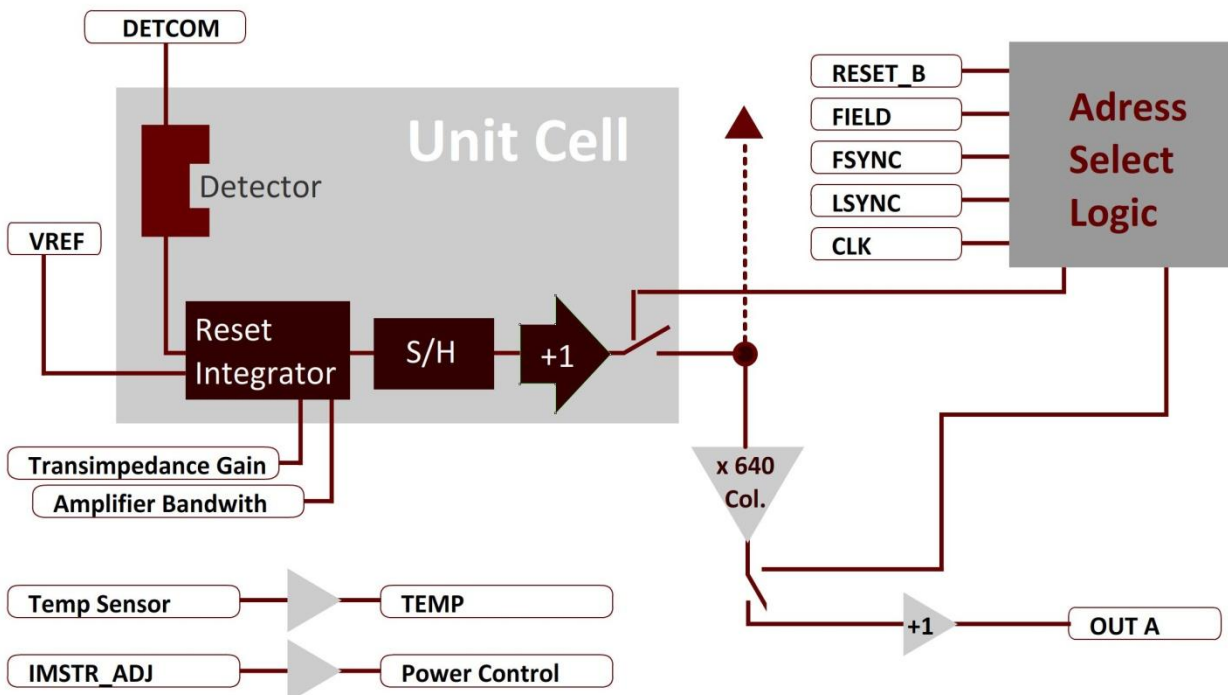 DETCOM
Unit Cell
Detector
VREF
Reset
Integrator
S/H
+1
Transimpedance Gain
Amplifier Bandwith
RESET_B
FIELD
FSYNC
LSYNC
CLK
Adress
Select
Logic
x 640
Col.
+1
OUT A
Temp Sensor
TEMP
IMSTR_ADJ
Power Control